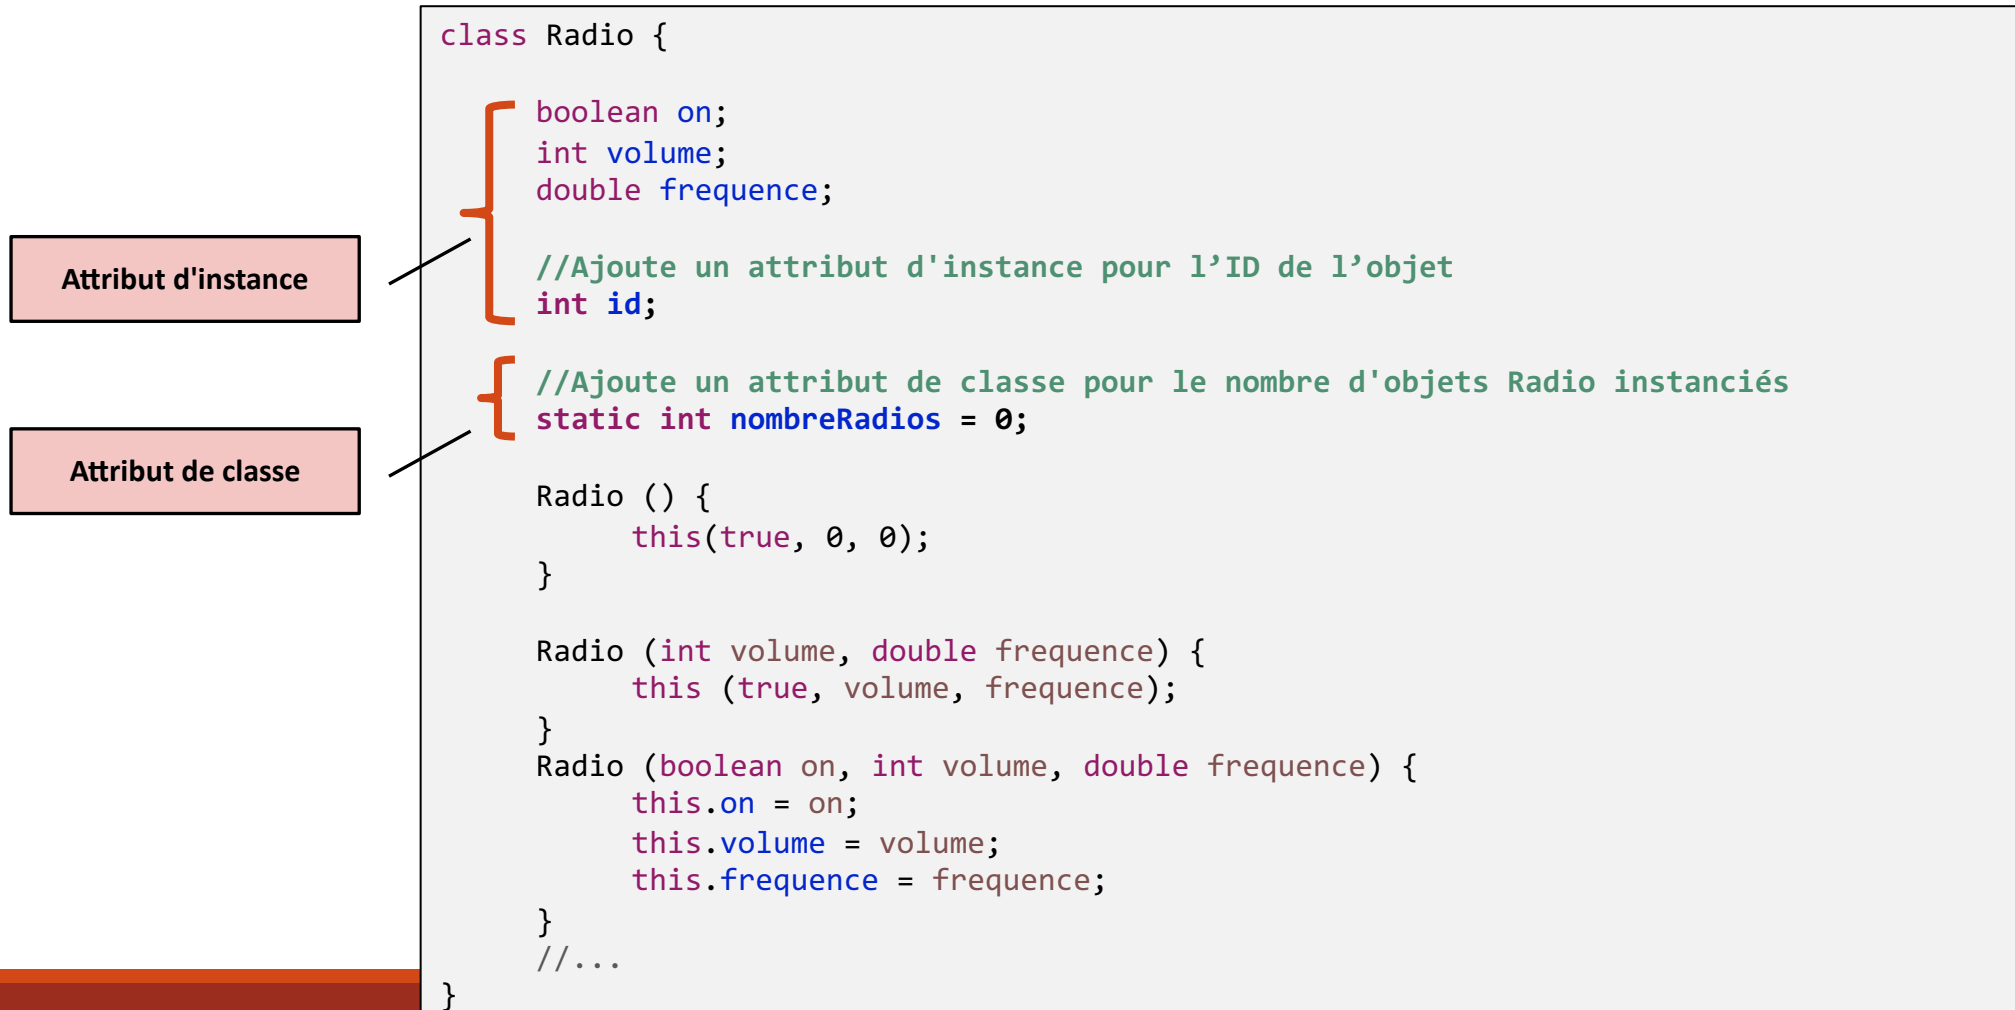 class Radio {
boolean on;
int volume;
double frequence;
Attribut d'instance
//Ajoute un attribut d'instance pour l’ID de l’objet
int id;
//Ajoute un attribut de classe pour le nombre d'objets Radio instanciés
static int nombreRadios = 0;
Attribut de classe
Radio () {
this(true, 0, 0);
}
Radio (int volume, double frequence) {
this (true, volume, frequence);
}
Radio (boolean on, int volume, double frequence) {
this.on = on;
this.volume = volume;
this.frequence = frequence;
}
//...
}